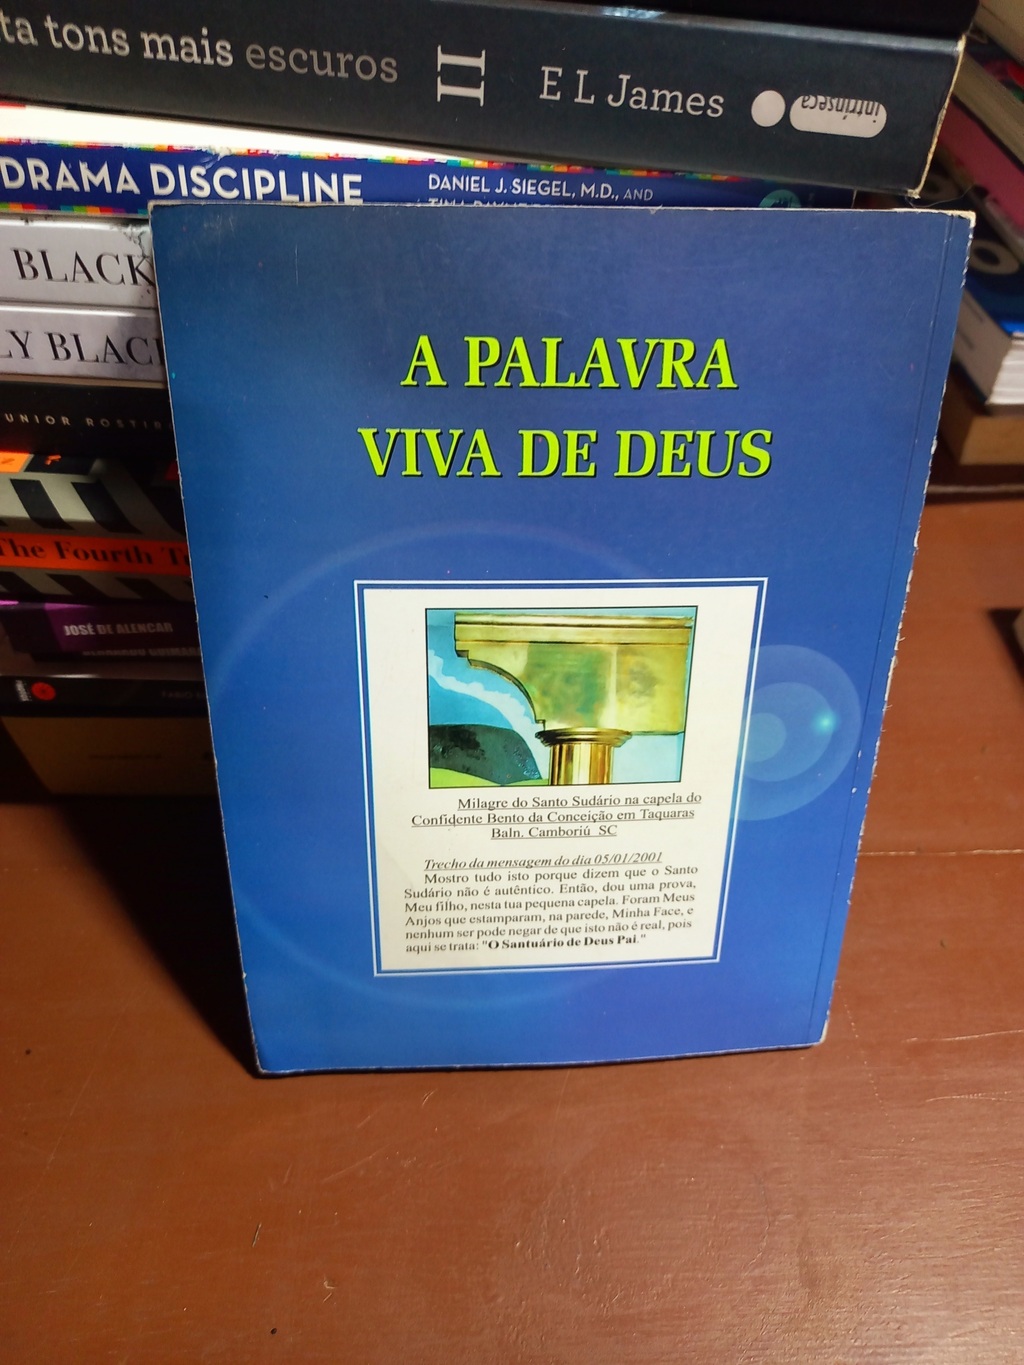 ta tons mais escuros II E L James intrínseca
DRAMA DISCIPLINE DANIEL J. SIEGEL, M.D., AND
BLACK
LY BLACK
UNIOR
The Fourth
JOSÉ DE ALENCAR
A PALAVRA
VIVA DE DEUS
Milagre do Santo Sudário na capela do
Confidente Bento da Conceição em Taquaras
Baln. Camboriú SC
Trecho da mensagem do dia 05/01/2001
Mostro tudo isto porque dizem que o Santo
Sudário não é autêntico. Então, dou uma prova,
Meu filho, nesta tua pequena capela. Foram Meus
Anjos que estamparam, na parede, Minha Face, e
nenhum ser pode negar de que isto não é real, pois
aqui se trata: "O Santuário de Deus Pai."